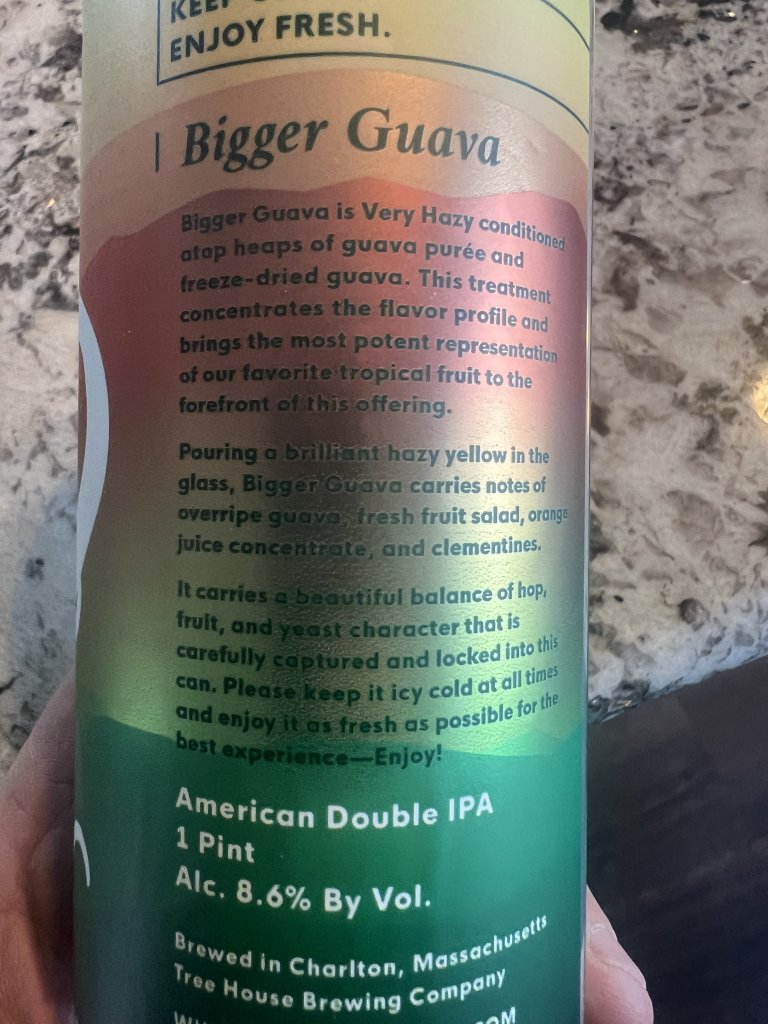 KEEP
ENJOY FRESH.
Bigger Guava
Bigger Guava is Very Hazy conditioned
atop heaps of guava purée and
freeze-dried guava. This treatment
concentrates the flavor profile and
brings the most potent representation
of our favorite tropical fruit to the
forefront of this offering.
Pouring a brilliant hazy yellow in the
glass, Bigger Guava carries notes of
overripe guava, fresh fruit salad, orange
juice concentrate, and clementines.
It carries a beautiful balance of hop,
fruit, and yeast character that is
carefully captured and locked into this
can. Please keep it icy cold at all times
and enjoy it as fresh as possible for the
best experience—Enjoy!
American Double IPA
1 Pint
Alc. 8.6% By Vol.
Brewed in Charlton, Massachusetts
Tree House Brewing Company